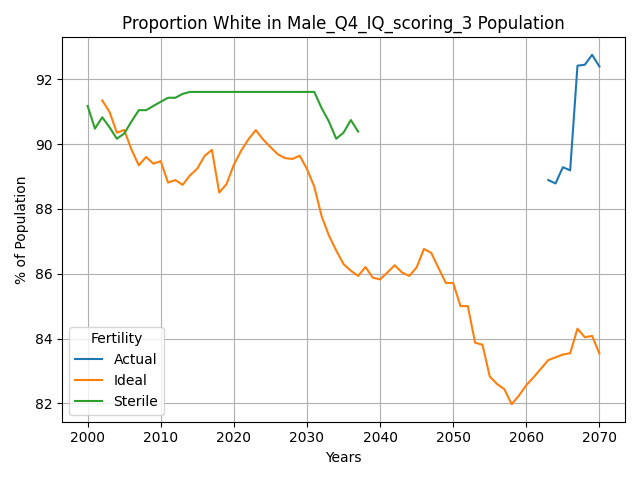 Proportion White in Male_Q4_IQ_scoring_3 Population
% of Population
92
90
88
86
84
82
Fertility
Actual
Ideal
Sterile
2000 2010 2020 2030 2040 2050 2060 2070
Years